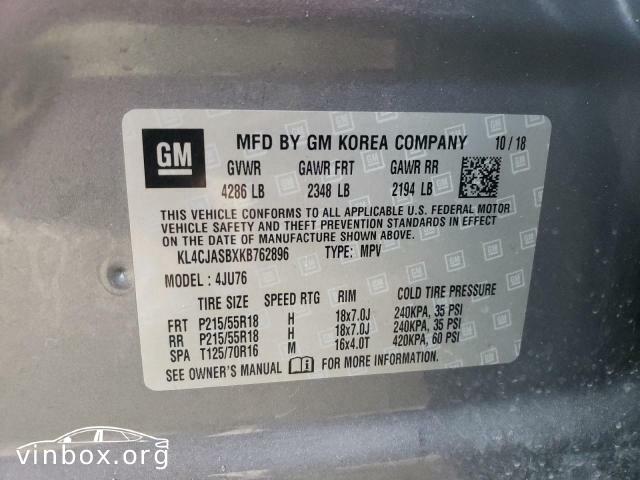 GM
MFD BY GM KOREA COMPANY 10/18
GVWR GAWR FRT GAWR RR
4286 LB 2348 LB 2194 LB
THIS VEHICLE CONFORMS TO ALL APPLICABLE U.S. FEDERAL MOTOR
VEHICLE SAFETY AND THEFT PREVENTION STANDARDS IN EFFECT ON
THE DATE OF MANUFACTURE SHOWN ABOVE.
KL4CJASBXKB762896 TYPE: MPV
MODEL: 4JU76
TIRE SIZE SPEED RTG RIM COLD TIRE PRESSURE
FRT P215/55R18 H 18x7.0J 240KPA, 35 PSI
RR P215/55R18 H 18x7.0J 240KPA, 35 PSI
SPA T125/70R16 M 16x4.0T 420KPA, 60 PSI
SEE OWNER'S MANUAL FOR MORE INFORMATION.
vinbox.org